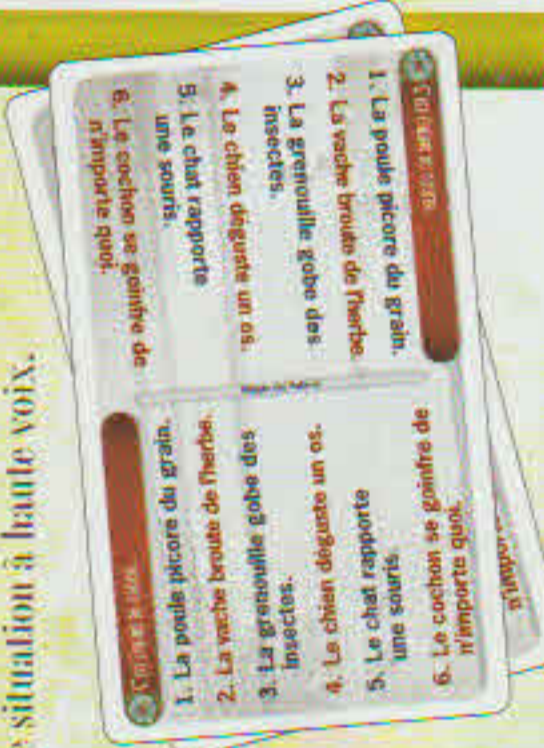 situation à haute voix.
1. La poule picore du grain.
2. La vache broute de l'herbe.
3. La grenouille gobe des
insectes.
4. Le chien déguste un os.
5. Le chat rapporte
une souris.
6. Le cochon se goinfre de
n'importe quoi.
1. La poule picore du grain.
2. La vache broute de l'herbe.
3. La grenouille gobe des
insectes.
4. Le chien déguste un os.
5. Le chat rapporte
une souris.
6. Le cochon se goinfre de
n'importe quoi.